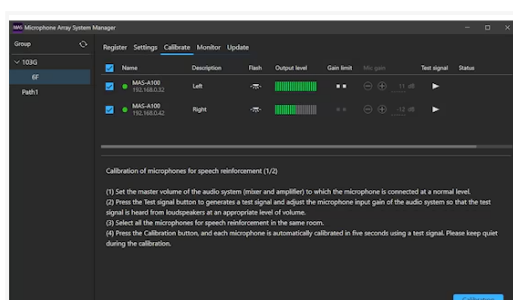 MAS Microphone Array System Manager
Group
Register Settings Calibrate Monitor Update
103G
6F
Path1
Name Description Flash Output level Gain limit Mic gain Test signal Status
MAS-A100 Left -11 dB
192.168.0.32
MAS-A100 Right -12 dB
192.168.0.42
Calibration of microphones for speech reinforcement (1/2)
(1) Set the master volume of the audio system (mixer and amplifier) to which the microphone is connected at a normal level.
(2) Press the Test signal button to generates a test signal and adjust the microphone input gain of the audio system so that the test
signal is heard from loudspeakers at an appropriate level of volume.
(3) Select all the microphones for speech reinforcement in the same room.
(4) Press the Calibration button, and each microphone is automatically calibrated in five seconds using a test signal. Please keep quiet
during the calibration.